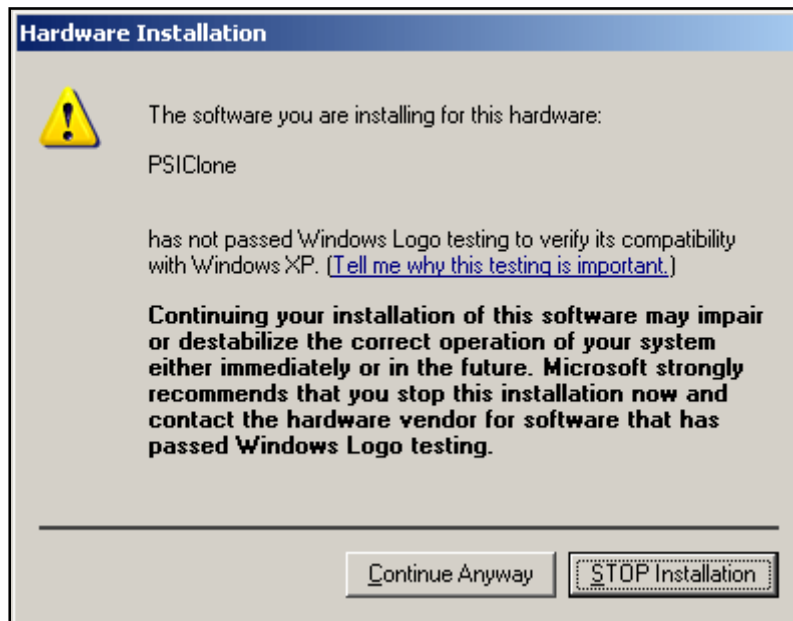 Hardware Installation
The software you are installing for this hardware:
PSIClone
has not passed Windows Logo testing to verify its compatibility
with Windows XP. (Tell me why this testing is important.)
Continuing your installation of this software may impair
or destabilize the correct operation of your system
either immediately or in the future. Microsoft strongly
recommends that you stop this installation now and
contact the hardware vendor for software that has
passed Windows Logo testing.
Continue Anyway STOP Installation